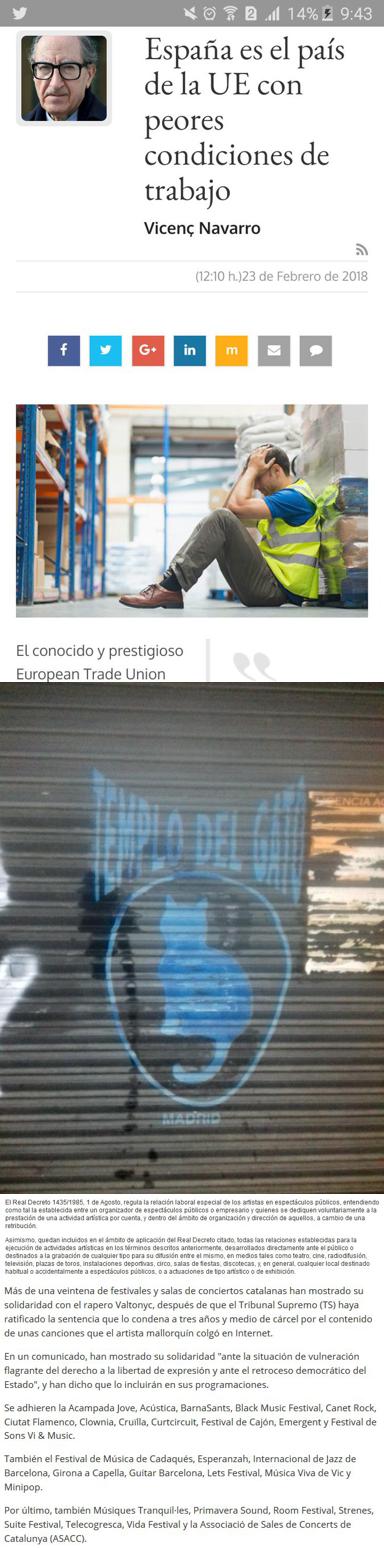 14% 9:43
España es el país
de la UE con
peores
condiciones de
trabajo
Vicenç Navarro
(12:10 h.)23 de Febrero de 2018
f G+ in m
El conocido y prestigioso
European Trade Union
TEMPLO DEL GATO
MADRID
El Real Decreto 1435/1985, 1 de Agosto, regula la relación laboral especial de los artistas en espectáculos públicos, entendiendo
como tal la establecida entre un organizador de espectáculos públicos o empresario y quienes se dediquen voluntariamente a la
prestación de una actividad artística por cuenta, y dentro del ámbito de organización y dirección de aquellos, a cambio de una
retribución.
Asimismo, quedan incluidos en el ámbito de aplicación del Real Decreto citado, todas las relaciones establecidas para la
ejecución de actividades artísticas en los términos descritos anteriormente, desarrollados directamente ante el público o
destinados a la grabación de cualquier tipo para su difusión entre el mismo, en medios tales como teatro, cine, radiodifusión,
televisión, plazas de toros, instalaciones deportivas, circo, salas de fiestas, discotecas, y, en general, cualquier local destinado
habitual o accidentalmente a espectáculos públicos, o a actuaciones de tipo artístico o de exhibición.
Más de una veintena de festivales y salas de conciertos catalanas han mostrado su
solidaridad con el rapero Valtonyc, después de que el Tribunal Supremo (TS) haya
ratificado la sentencia que lo condena a tres años y medio de cárcel por el contenido
de unas canciones que el artista mallorquín colgó en Internet.
En un comunicado, han mostrado su solidaridad "ante la situación de vulneración
flagrante del derecho a la libertad de expresión y ante el retroceso democrático del
Estado", y han dicho que lo incluirán en sus programaciones.
Se adhieren la Acampada Jove, Acústica, BarnaSants, Black Music Festival, Canet Rock,
Ciutat Flamenco, Clownia, Cruïlla, Curtcircuit, Festival de Cajón, Emergent y Festival de
Sons Vi & Music.
También el Festival de Música de Cadaqués, Esperanzah, Internacional de Jazz de
Barcelona, Girona a Capella, Guitar Barcelona, Lets Festival, Música Viva de Vic y
Minipop.
Por último, también Músiques Tranquil·les, Primavera Sound, Room Festival, Strenes,
Suite Festival, Telecogresca, Vida Festival y la Associació de Sales de Concerts de
Catalunya (ASACC).